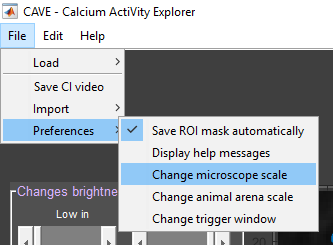 CAVE - Calcium ActiVity Explorer
File Edit Help
Load
Save CI video
Import
Preferences
Save ROI mask automatically
Display help messages
Change microscope scale
Change animal arena scale
Change trigger window
Changes brightne
Low in